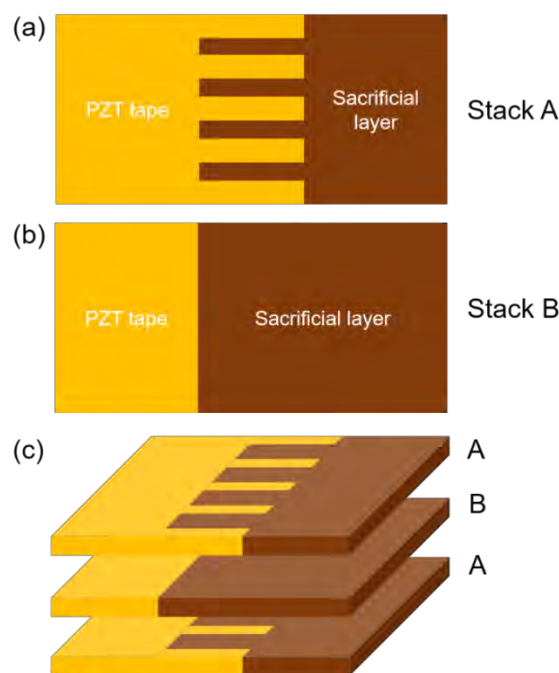 (a)
PZT tape
Sacrificial
layer
Stack A
(b)
PZT tape
Sacrificial layer
Stack B
(c)
A
B
A